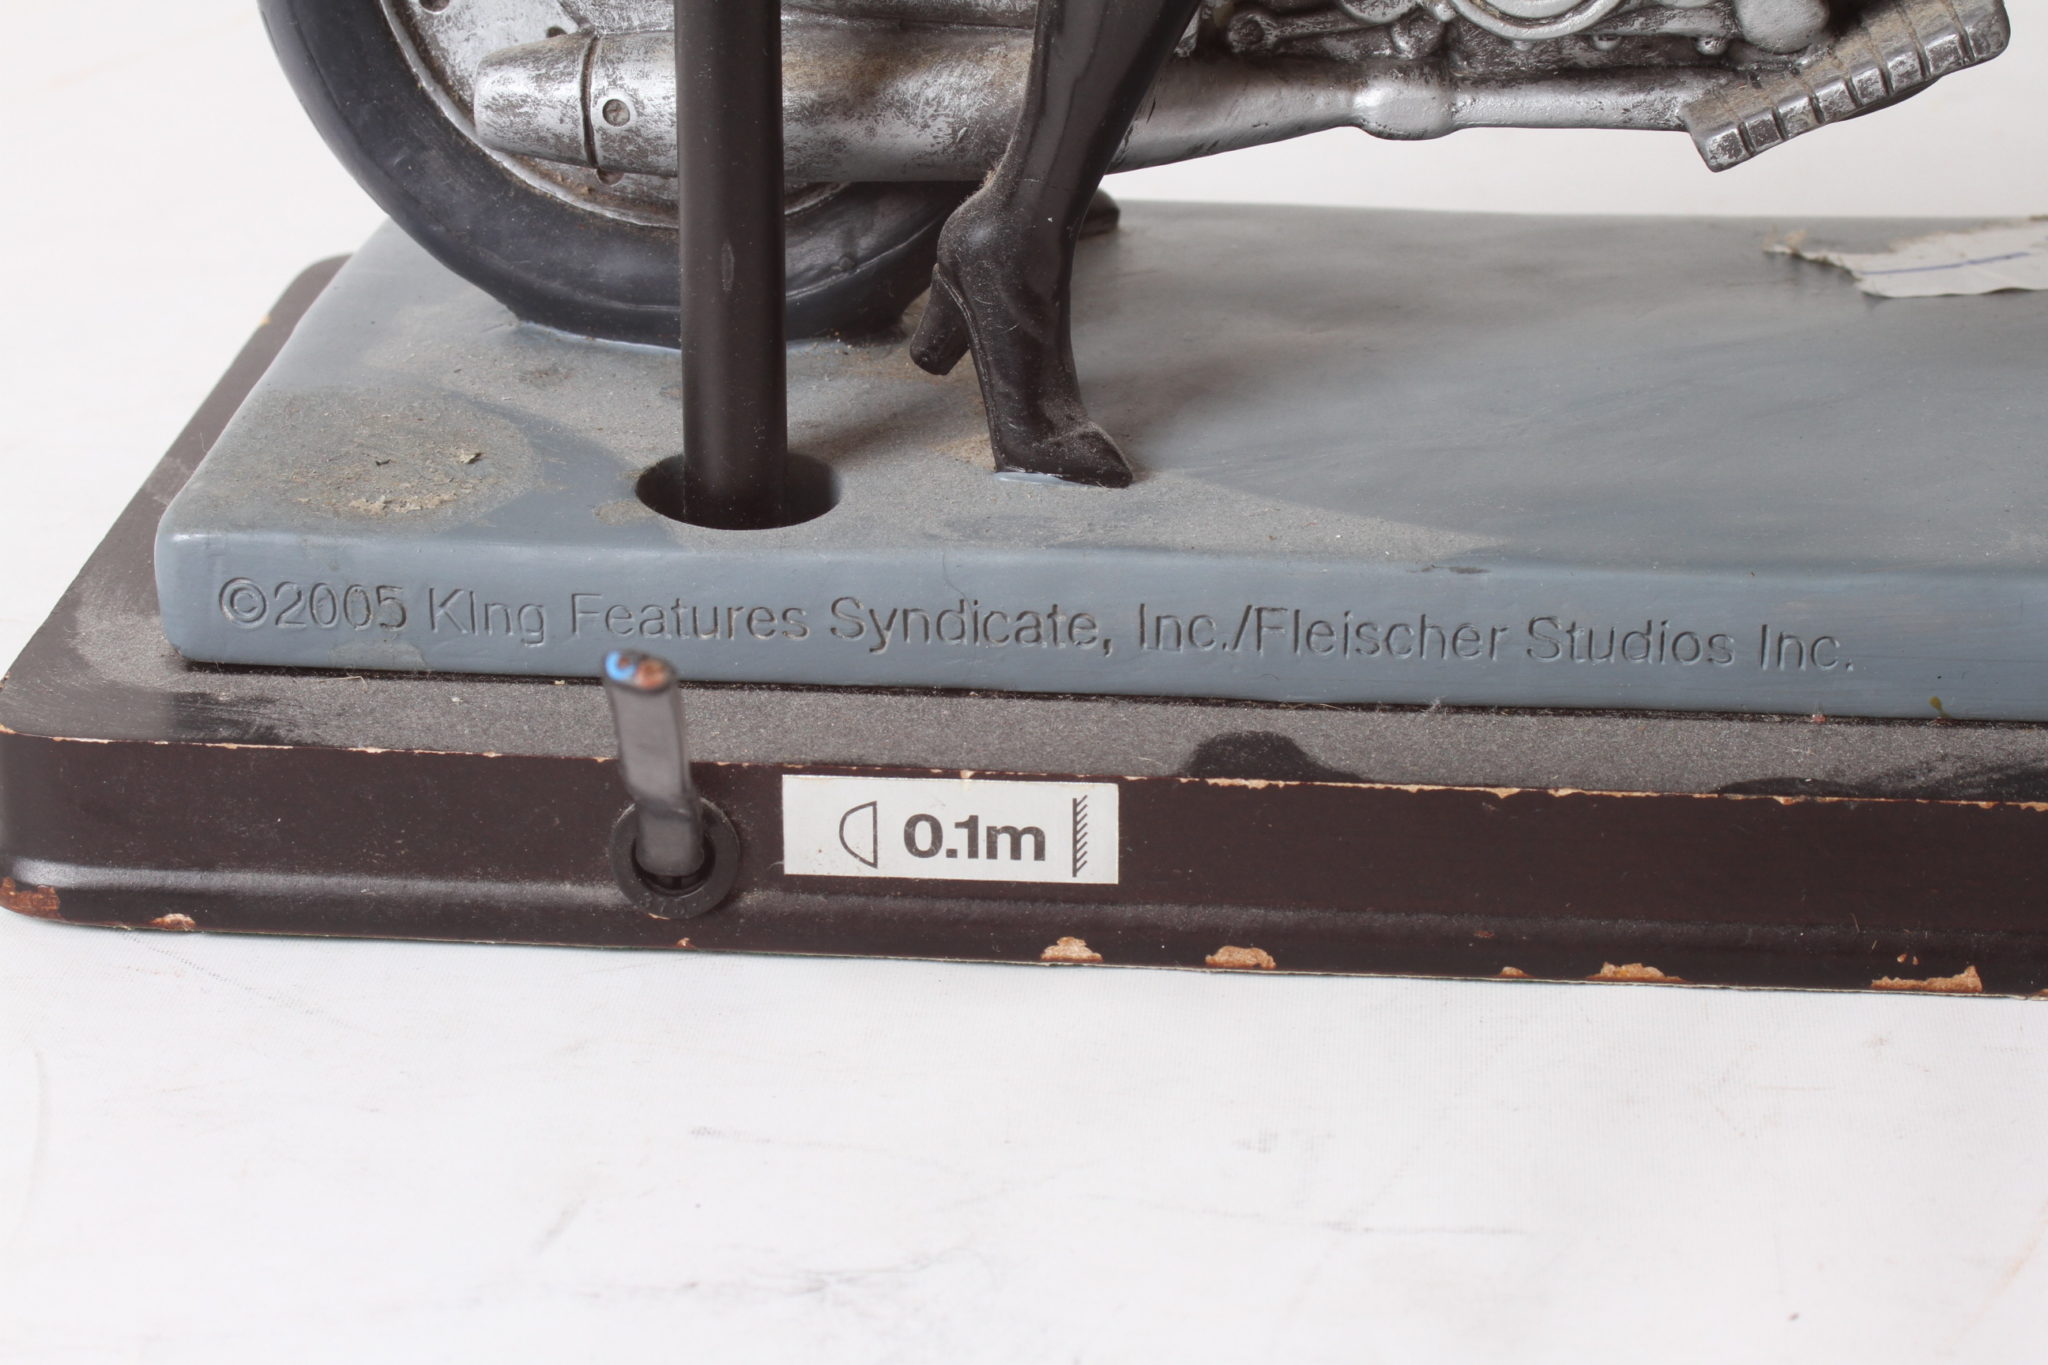 ©2005 KIng Features Syndicate, Inc./Fleischer Studios Inc.
0.1m